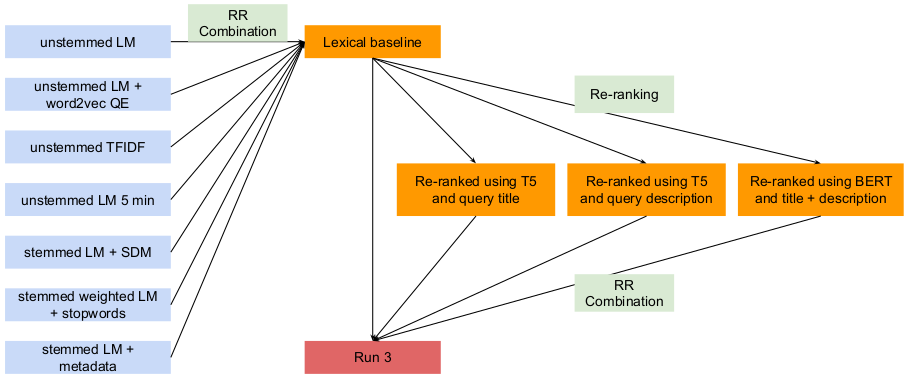 RR
Combination
unstemmed LM
Lexical baseline
unstemmed LM +
word2vec QE
Re-ranking
unstemmed TFIDF
unstemmed LM 5 min
Re-ranked using T5
and query title
Re-ranked using T5
and query description
Re-ranked using BERT
and title + description
stemmed LM + SDM
stemmed weighted LM
+ stopwords
RR
Combination
stemmed LM +
metadata
Run 3